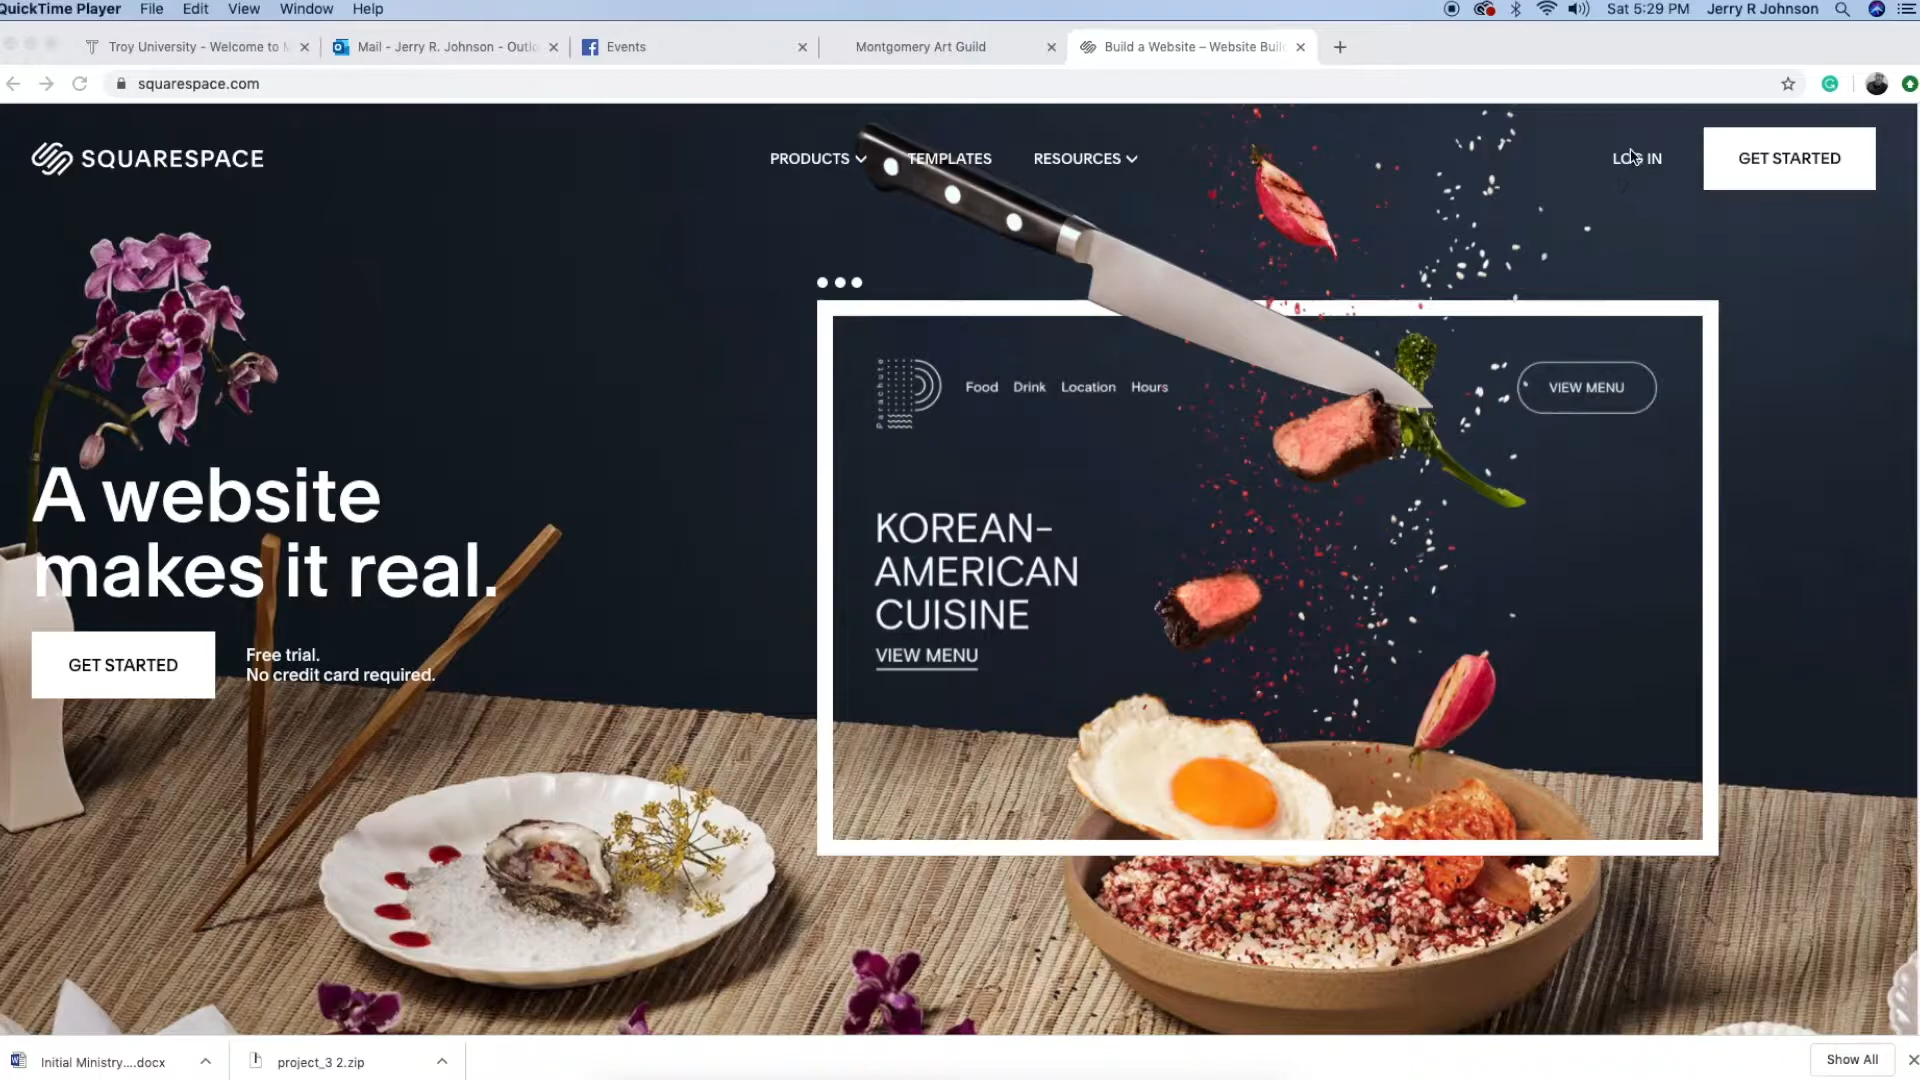 QuickTime Player File Edit View Window Help Sat 5:29 PM Jerry R Johnson
Troy University - Welcome to Mail - Jerry R. Johnson - Outlo Events Montgomery Art Guild Build a Website – Website Buil
squarespace.com
SQUARESPACE PRODUCTS TEMPLATES RESOURCES LOG IN GET STARTED
Parachute
Food Drink Location Hours VIEW MENU
A website
makes it real.
GET STARTED
Free trial.
No credit card required.
KOREAN-
AMERICAN
CUISINE
VIEW MENU
Initial Ministry....docx project_3 2.zip Show All